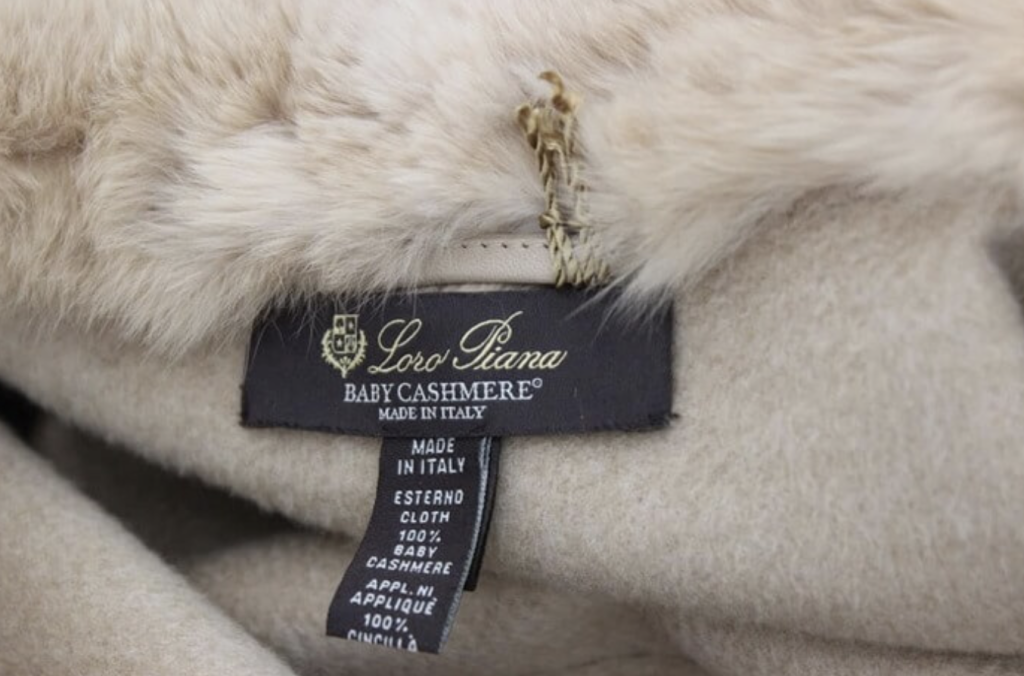 Loro Piana
BABY CASHMERE©
MADE IN ITALY
MADE
IN ITALY
ESTERNO
CLOTH
100%
BABY
CASHMERE
APPL.NI
APPLIQUÉ
100%
CINCILLA